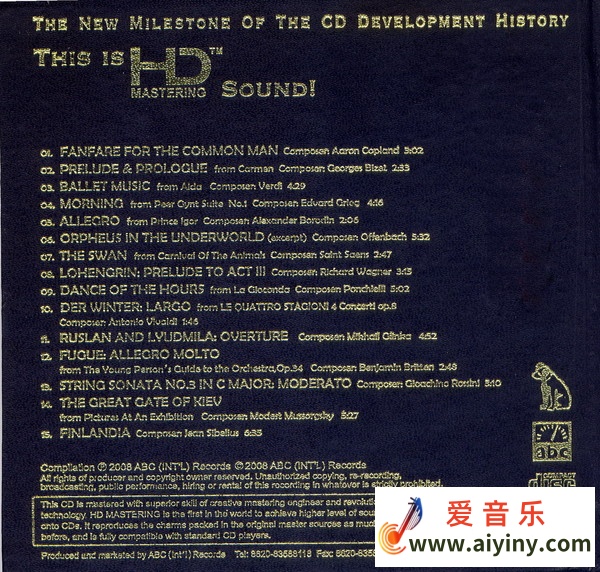 The New Milestone Of The CD Development History
This is HD™ Mastering Sound!
01. Fanfare for the Common Man Composer: Aaron Copland 3:02
02. Prelude & Prologue from Carmen Composer: Georges Bizet 2:33
03. Ballet Music from Aida Composer: Verdi 4:29
04. Morning from Peer Gynt Suite No.1 Composer: Edvard Grieg 4:16
05. Allegro from Prince Igor Composer: Alexander Borodin 2:06
06. Orpheus in the Underworld (excerpt) Composer: Offenbach 5:32
07. The Swan from Carnival Of The Animals Composer: Saint Saens 2:47
08. Lohengrin: Prelude to Act III Composer: Richard Wagner 3:13
09. Dance of the Hours from La Gioconda Composer: Ponchielli 5:02
10. Der Winter: Largo from LE QUATTRO STAGIONI 4 Concerti op.8
Composer: Antonio Vivaldi 1:46
11. Ruslan and Lyudmila: Overture Composer: Mikhail Glinka 4:52
12. Fugue: Allegro Molto
from The Young Person's Guide to the Orchestra, Op.34 Composer: Benjamin Britten 2:48
13. String Sonata No.3 in C Major: Moderato Composer: Gioachino Rossini 5:10
14. The Great Gate of Kiev
from Pictures At An Exhibition Composer: Modest Mussorgsky 5:27
15. Finlandia Composer: Jean Sibelius 6:35
abc
COMPACT
disc
Compilation ℗ 2008 ABC (INT'L) Records © 2008 ABC (INT'L) Records
All rights of producer and copyright owner reserved. Unauthorized copying, re-recording,
broadcasting, public performance, hiring or rental of this recording in whatever is strictly prohibited.
This CD is mastered with superior skill of creative mastering engineer and
technology. HD MASTERING is the first in the world to achieve higher level of
onto CDs. It reproduces the charms packed in the original master sources as
before, and is fully compatible with standard CD players.
Produced and marketed by ABC (Int'l) Records Tel: 8620-83588118 Fax:
爱音乐
www.aiyiny.com